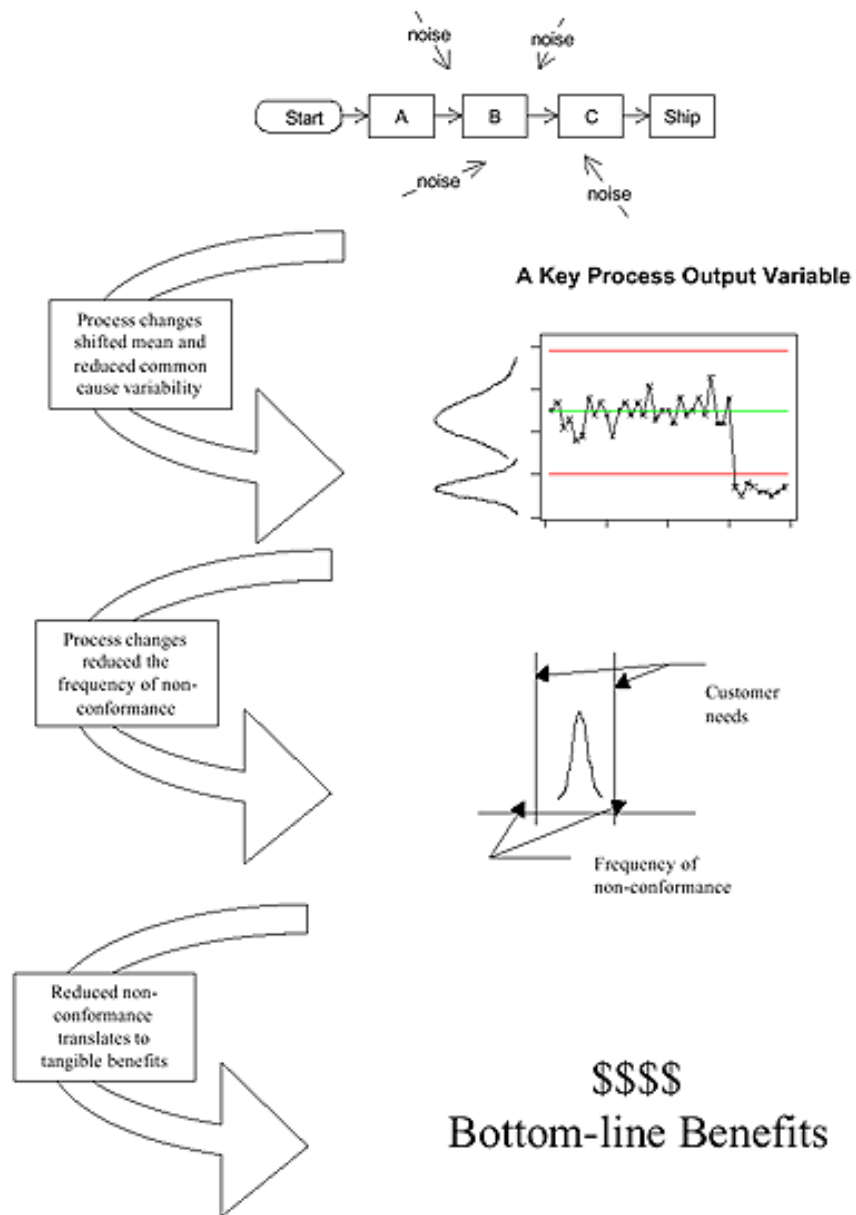 noise noise
Start A B C Ship
noise noise
A Key Process Output Variable
Process changes
shifted mean and
reduced common
cause variability
Process changes
reduced the
frequency of non-
conformance
Customer
needs
Frequency of
non-conformance
Reduced non-
conformance
translates to
tangible benefits
$$$$
Bottom-line Benefits